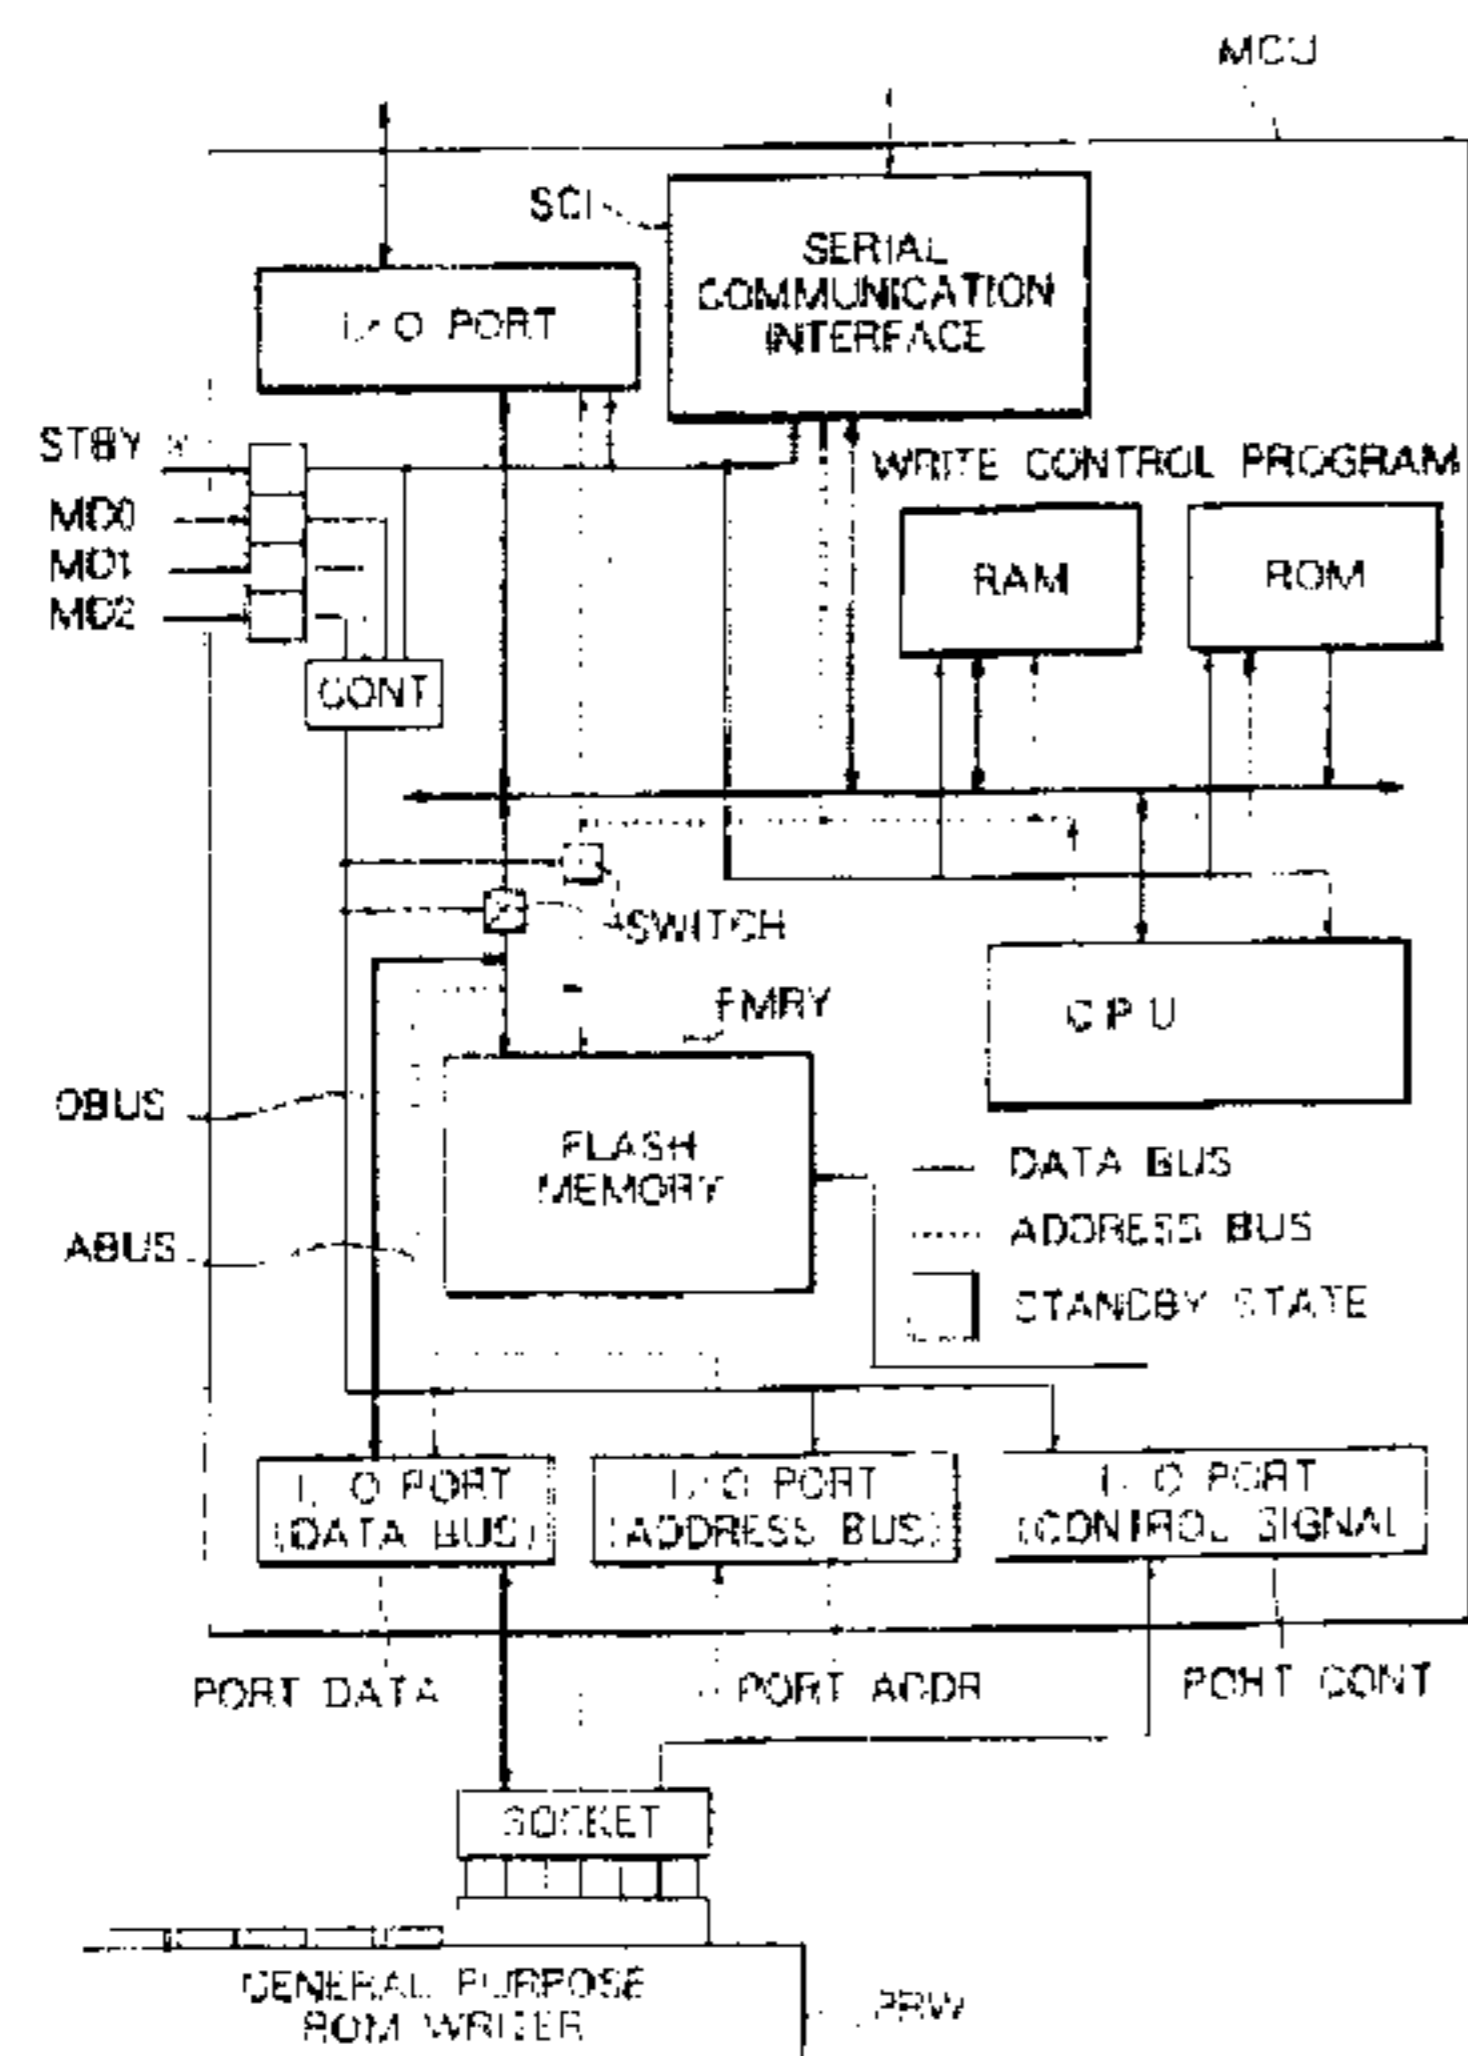 MCU
SCI
SERIAL
COMMUNICATION
INTERFACE
I/O PORT
STBY
WRITE CONTROL PROGRAM
MD0
MD1
MD2
RAM
ROM
CONT
SWITCH
FMRY
CPU
DBUS
FLASH
MEMORY
DATA BUS
ADDRESS BUS
ABUS
STANDBY STATE
I/O PORT
(DATA BUS)
I/O PORT
(ADDRESS BUS)
I/O PORT
(CONTROL SIGNAL
PORT DATA
PORT ADDR
PORT CONT
SOCKET
GENERAL PURPOSE
ROM WRITER
PRW